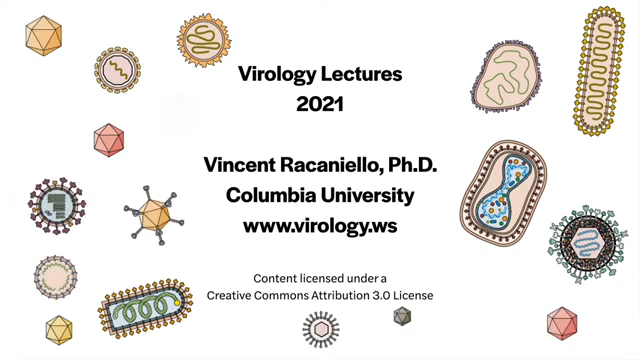 Virology Lectures
2021
Vincent Racaniello, Ph.D.
Columbia University
www.virology.ws
Content licensed under a
Creative Commons Attribution 3.0 License